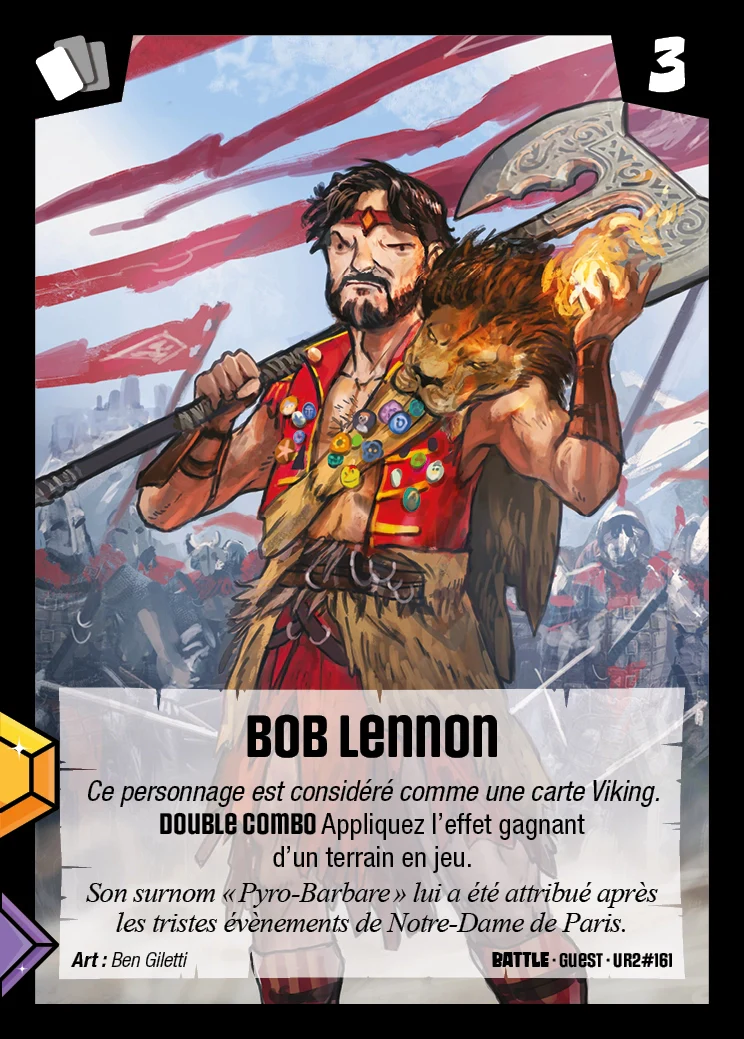 3
BOB Lennon
Ce personnage est considéré comme une carte Viking.
DOUBLE COMBO Appliquez l’effet gagnant
d’un terrain en jeu.
Son surnom «Pyro-Barbare» lui a été attribué après
les tristes évènements de Notre-Dame de Paris.
Art : Ben Giletti
BATTLE · GUEST · UR2#161